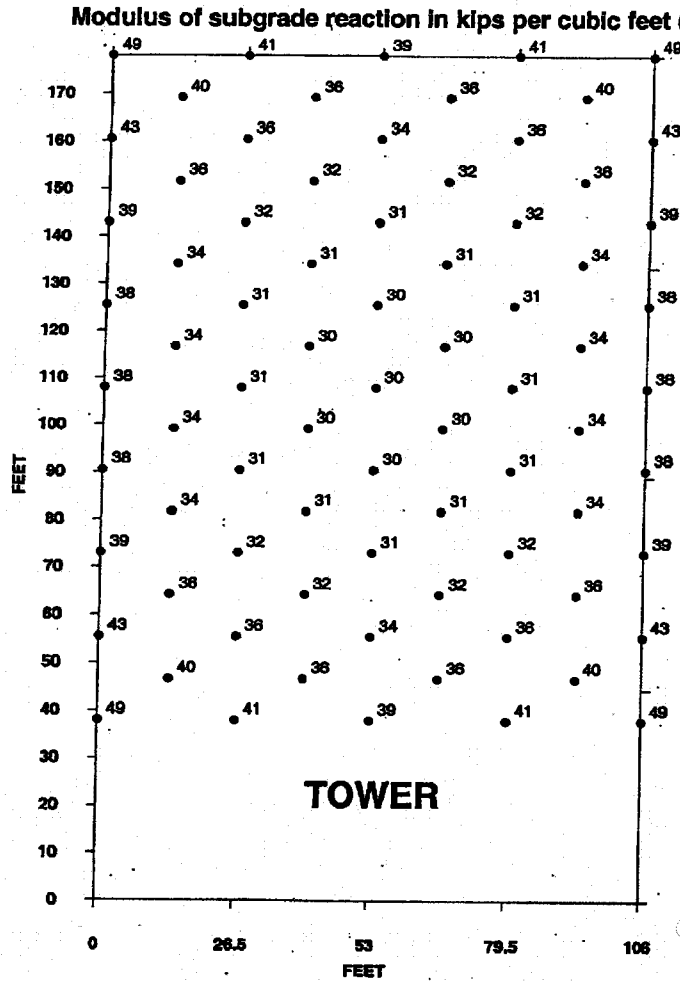 Modulus of subgrade reaction in kips per cubic feet (
49 41 39 41 49
170 40 36 36 40
160 43 36 34 36 43
150 36 32 32 36
140 39 32 31 32 39
130 34 31 31 34
120 38 31 30 31 38
110 34 30 30 34
100 38 31 30 31 38
90 34 30 30 34
FEET
80 38 31 30 31 38
70 34 31 31 34
60 39 32 31 32 39
50 36 32 32 36
40 43 36 34 36 43
30 40 36 36 40
20 49 41 39 41 49
10 TOWER
0
0 26.5 53 79.5 106
FEET